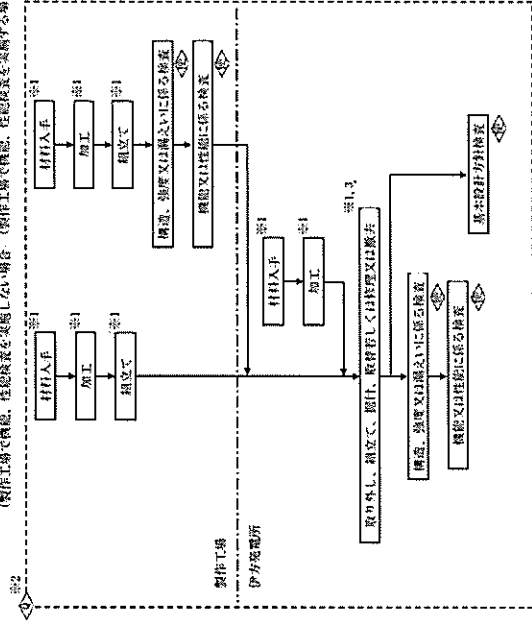 (製作工場で機能、性能検査を実施しない場合)
(製作工場で機能、性能検査を実施する場
※2
Q
※1
材料入手
※1
加工
※1
組立て
※1
材料入手
※1
加工
※1
組立て
構造、強度又は漏えいに係る検査
使
機能又は性能に係る検査
使
製作工場
伊方発電所
※1
材料入手
※1
加工
※1,3
取り外し、組立て、据付、取替若しくは修理又は撤去
構造、強度又は漏えいに係る検査
使
機能又は性能に係る検査
使
基本設計方針検査
使